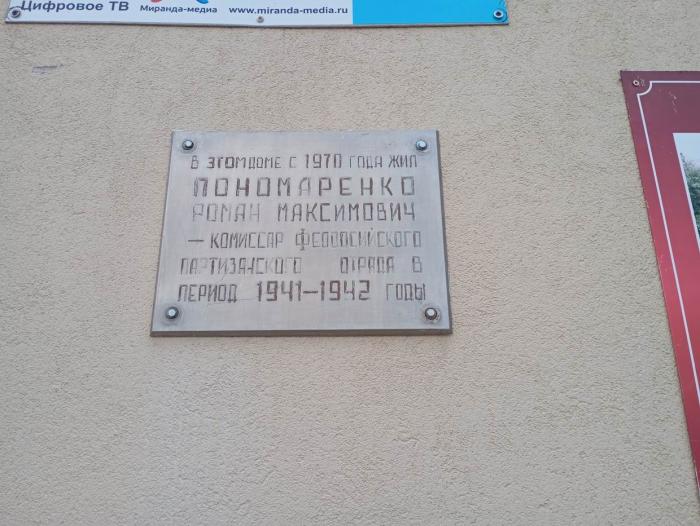 Цифровое ТВ Миранда-медиа www.miranda-media.ru
В ЭТОМ ДОМЕ С 1970 ГОДА ЖИЛ
ПОНОМАРЕНКО
РОМАН МАКСИМОВИЧ
— КОМИССАР ФЕОДОСИЙСКОГО
ПАРТИЗАНСКОГО ОТРЯДА В
ПЕРИОД 1941—1942 ГОДЫ